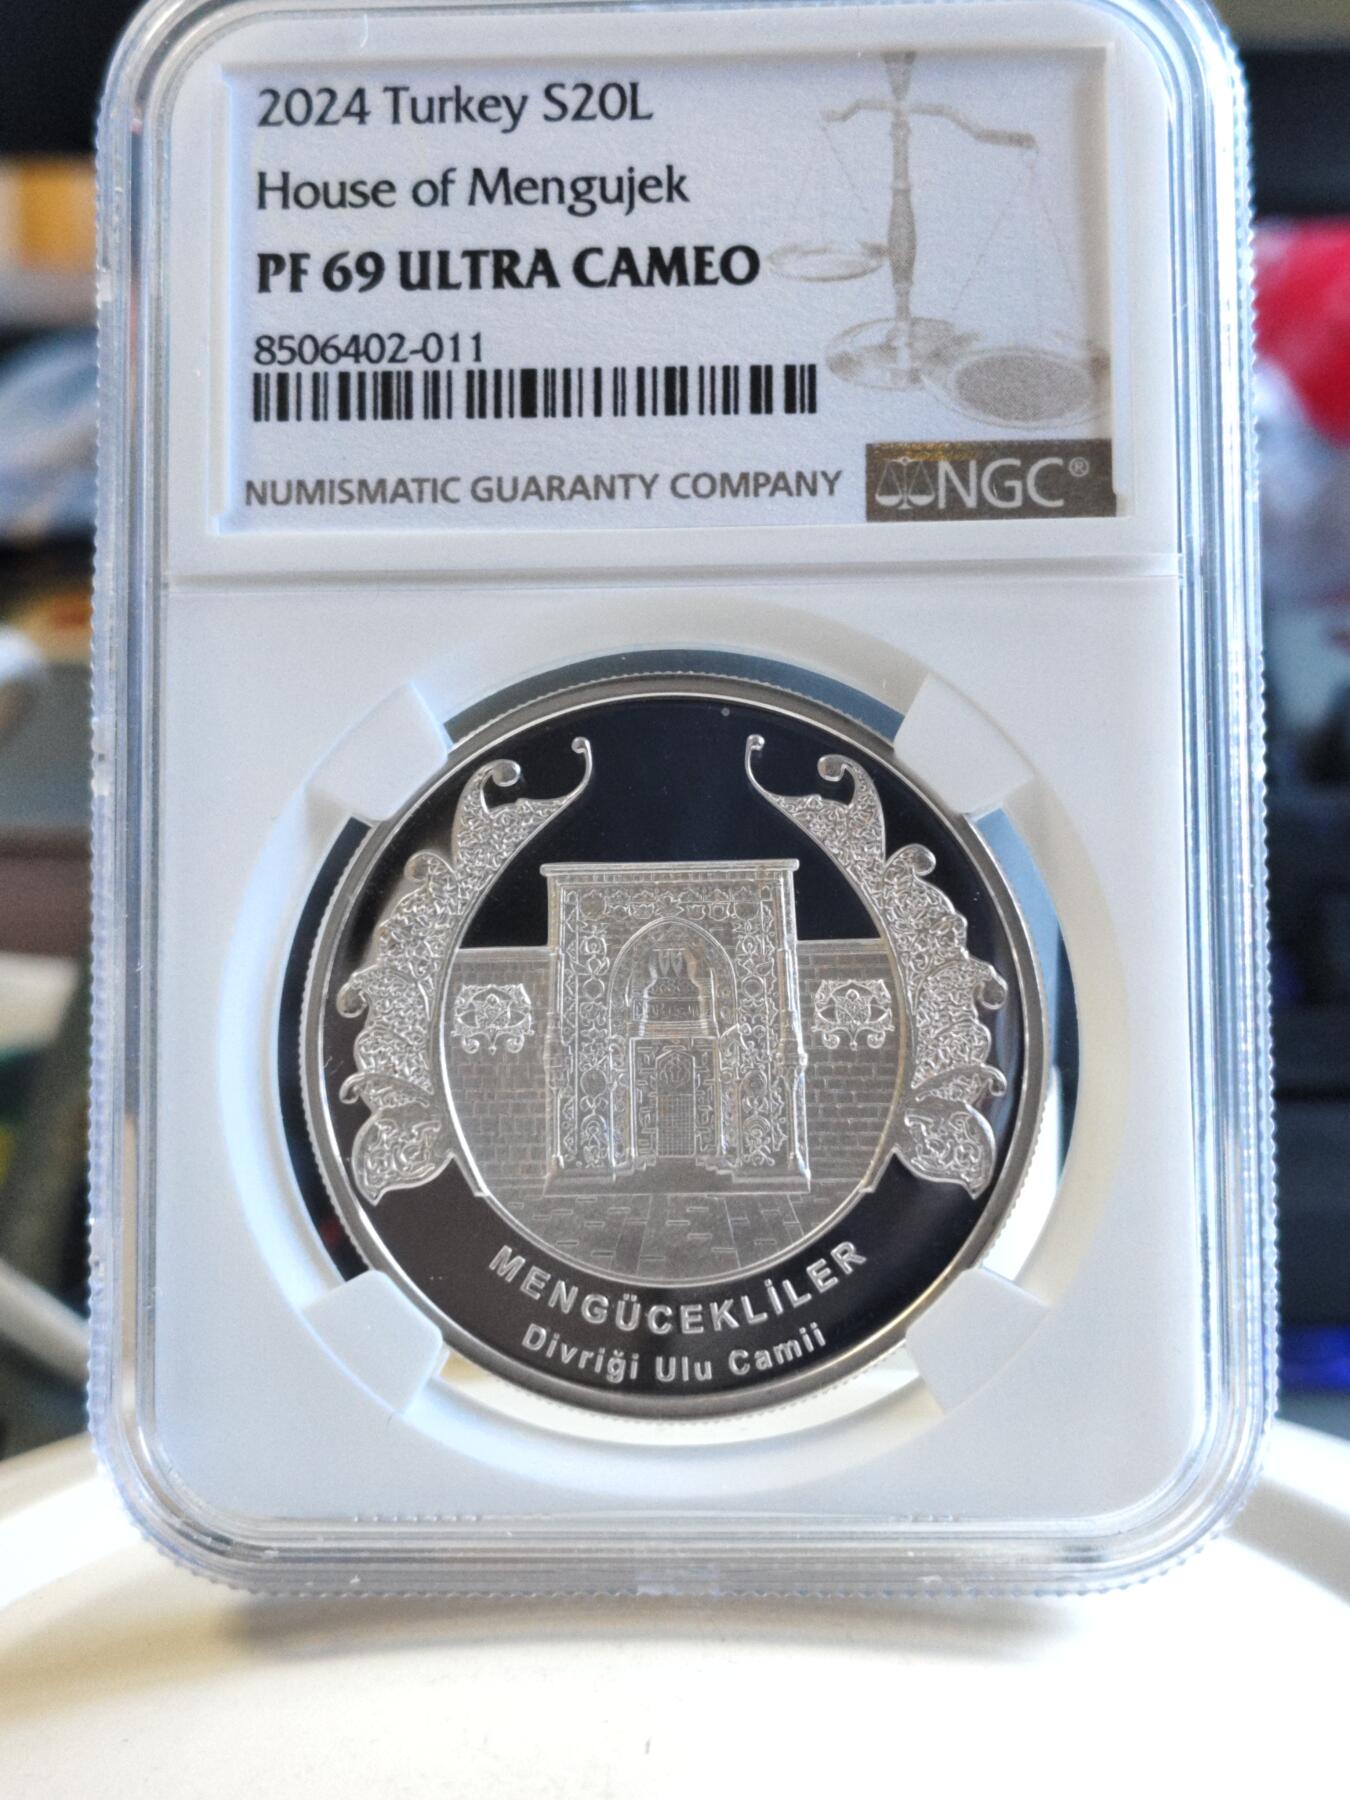 2024 Turkey S20L
House of Mengujek
PF 69 ULTRA CAMEO
8506402-011
NUMISMATIC GUARANTY COMPANY
NGC®
MENGÜCEKLİLER
Divriği Ulu Camii